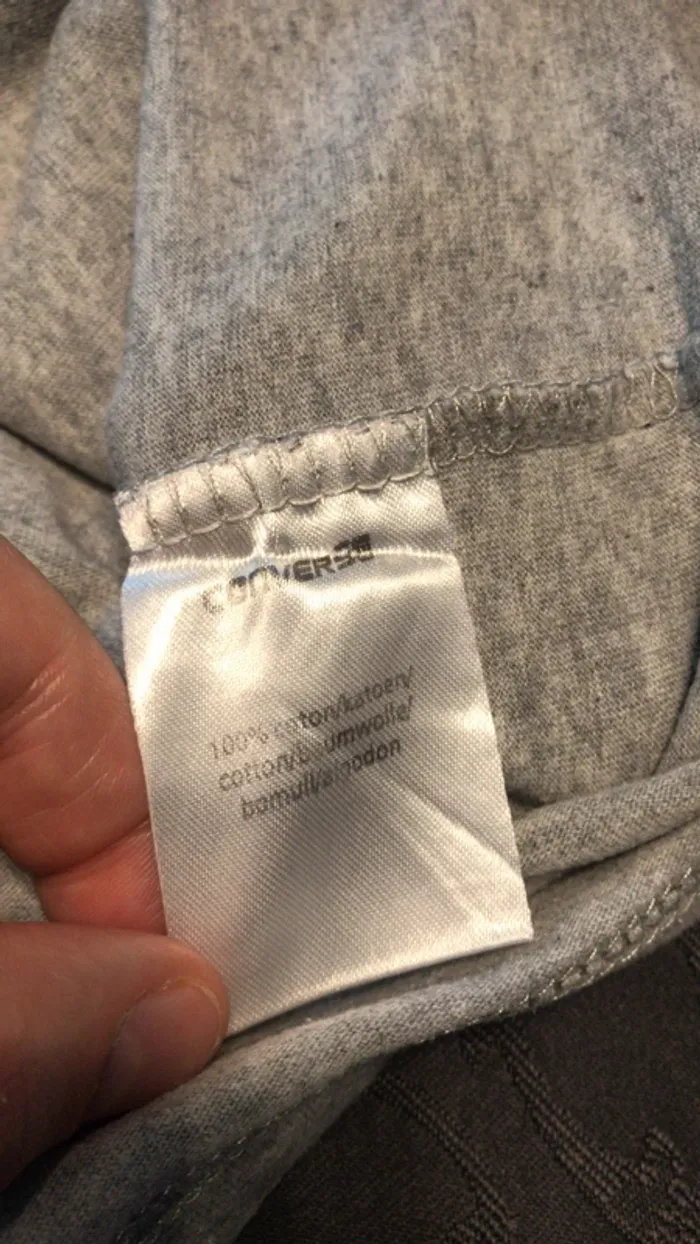 CONVERSE
100% cotton/katoen/
cotton/baumwolle/
bomull/algodon